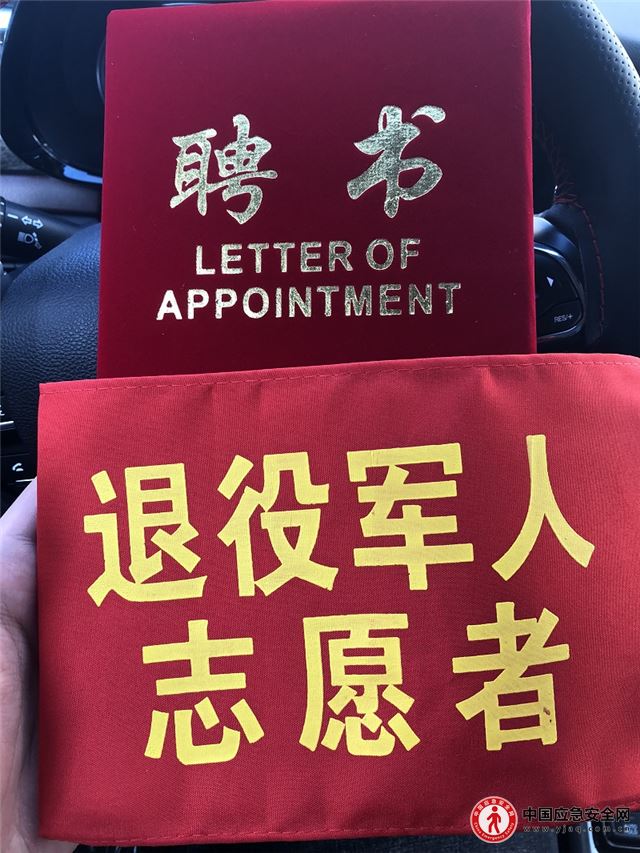 聘书
LETTER OF
APPOINTMENT
RES/+
退役军人
志愿者
中国应急安全网
www.yjaq.com.cn